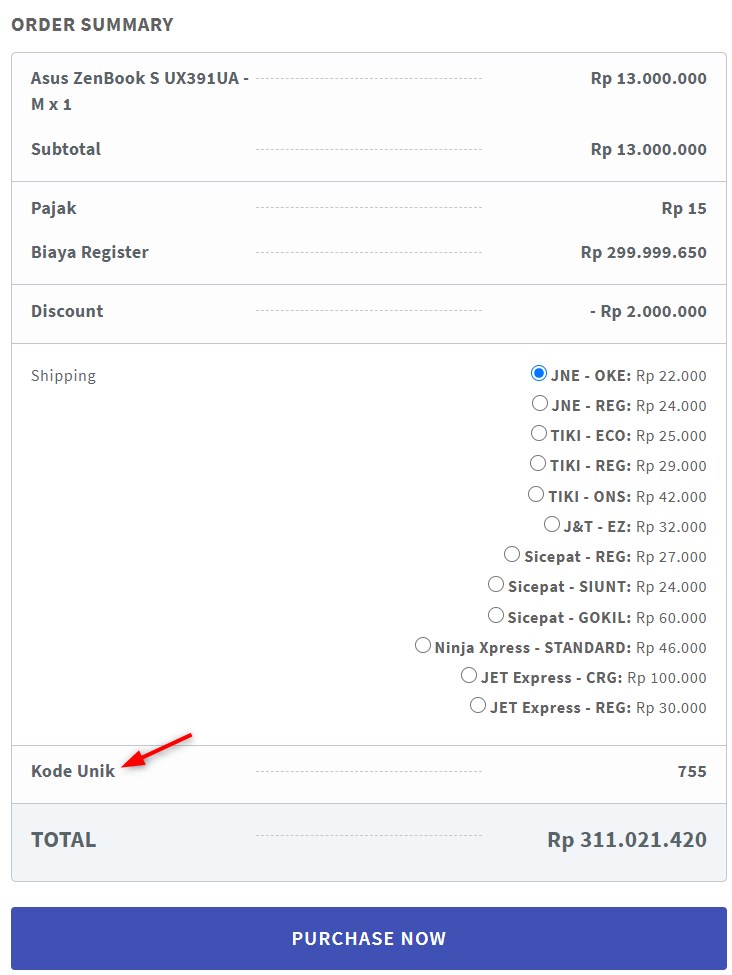 ORDER SUMMARY
Asus ZenBook S UX391UA - Rp 13.000.000
M x 1
Subtotal Rp 13.000.000
Pajak Rp 15
Biaya Register Rp 299.999.650
Discount - Rp 2.000.000
Shipping JNE - OKE: Rp 22.000
JNE - REG: Rp 24.000
TIKI - ECO: Rp 25.000
TIKI - REG: Rp 29.000
TIKI - ONS: Rp 42.000
J&T - EZ: Rp 32.000
Sicepat - REG: Rp 27.000
Sicepat - SIUNT: Rp 24.000
Sicepat - GOKIL: Rp 60.000
Ninja Xpress - STANDARD: Rp 46.000
JET Express - CRG: Rp 100.000
JET Express - REG: Rp 30.000
Kode Unik 755
TOTAL Rp 311.021.420
PURCHASE NOW